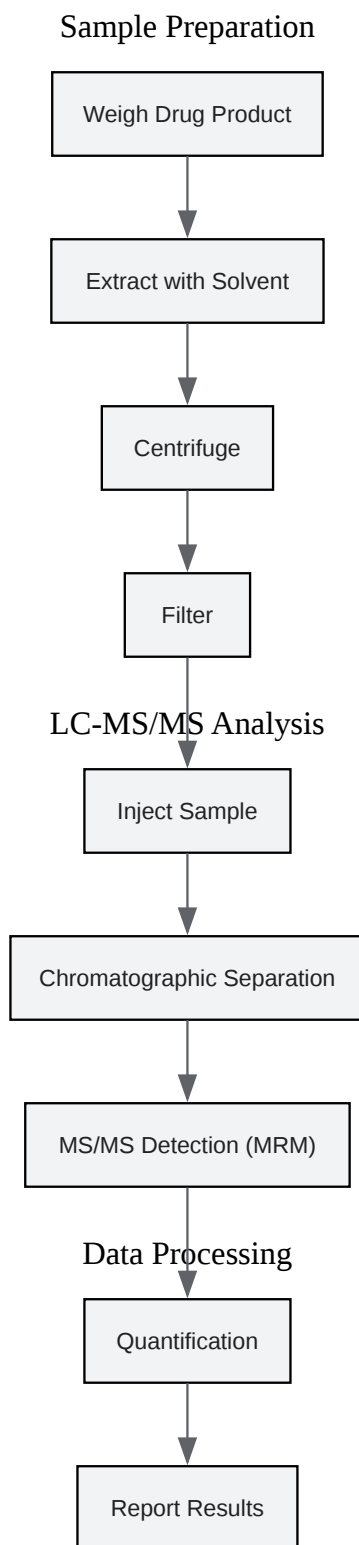 Sample Preparation
Weigh Drug Product
Extract with Solvent
Centrifuge
Filter
LC-MS/MS Analysis
Inject Sample
Chromatographic Separation
MS/MS Detection (MRM)
Data Processing
Quantification
Report Results